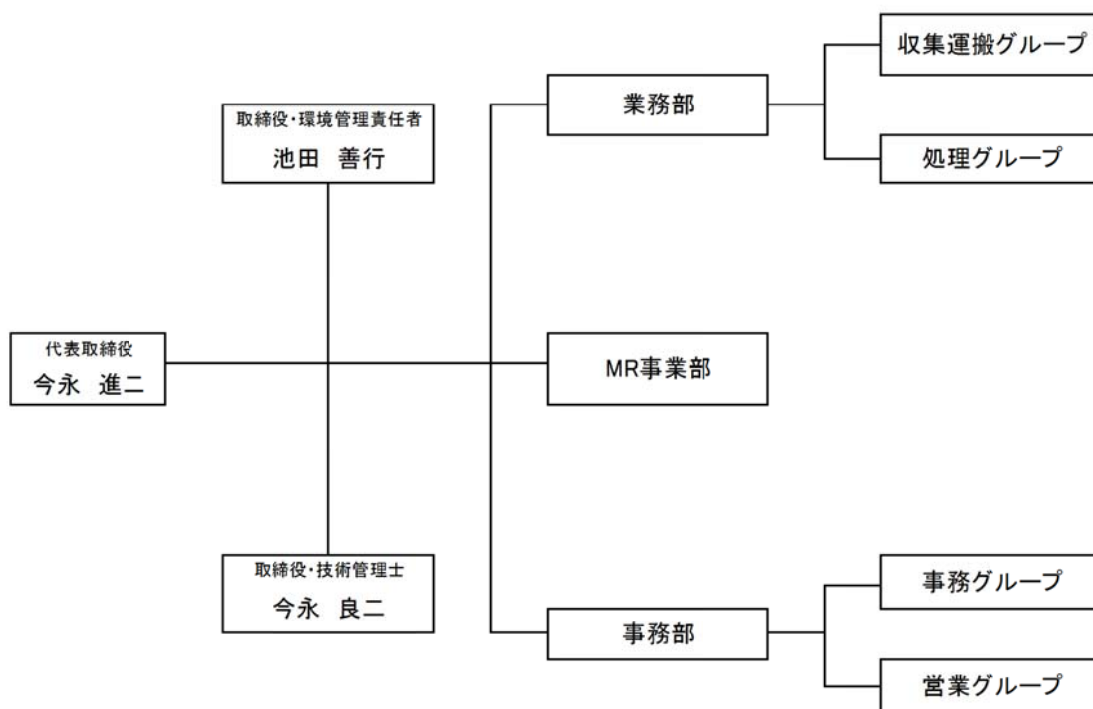 代表取締役
今永 進二
取締役・環境管理責任者
池田 善行
取締役・技術管理士
今永 良二
業務部
収集運搬グループ
処理グループ
MR事業部
事務部
事務グループ
営業グループ